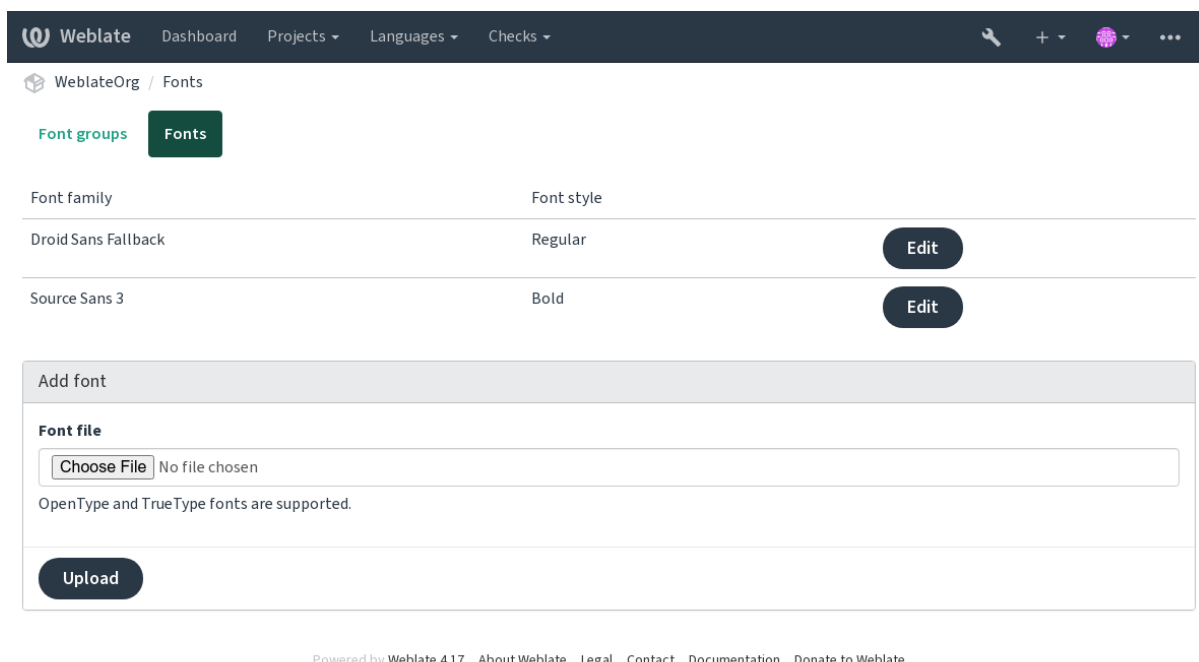 Weblate Dashboard Projects Languages Checks
WeblateOrg / Fonts
Font groups Fonts
Font family Font style
Droid Sans Fallback Regular Edit
Source Sans 3 Bold Edit
Add font
Font file
Choose File No file chosen
OpenType and TrueType fonts are supported.
Upload
Powered by Weblate 4.17 About Weblate Legal Contact Documentation Donate to Weblate